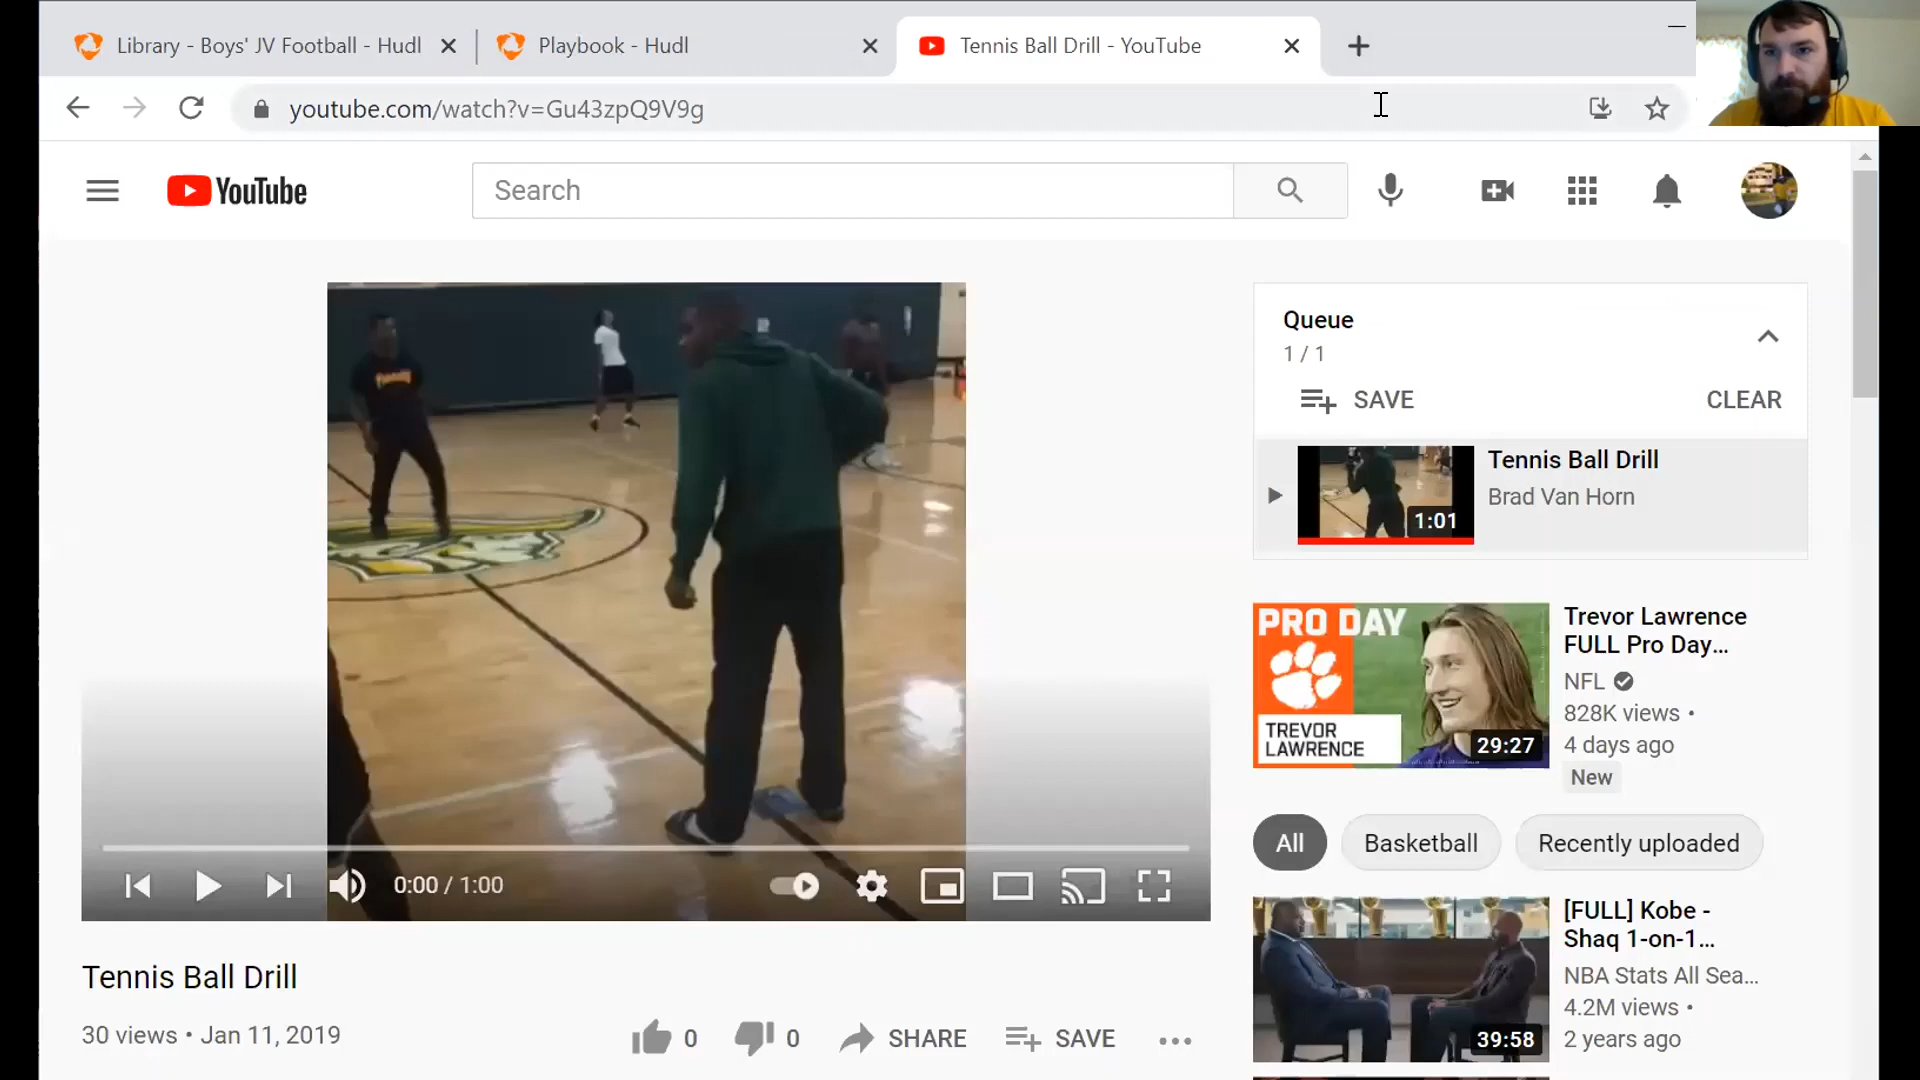 Library - Boys' JV Football - Hudl
Playbook - Hudl
Tennis Ball Drill - YouTube
youtube.com/watch?v=Gu43zpQ9V9g
YouTube
Search
Queue
1 / 1
SAVE
CLEAR
Tennis Ball Drill
Brad Van Horn
1:01
PRO DAY
TREVOR
LAWRENCE
29:27
Trevor Lawrence
FULL Pro Day...
NFL
828K views •
4 days ago
New
All
Basketball
Recently uploaded
0:00 / 1:00
[FULL] Kobe -
Shaq 1-on-1...
NBA Stats All Sea...
4.2M views •
2 years ago
39:58
Tennis Ball Drill
30 views • Jan 11, 2019
0
0
SHARE
SAVE